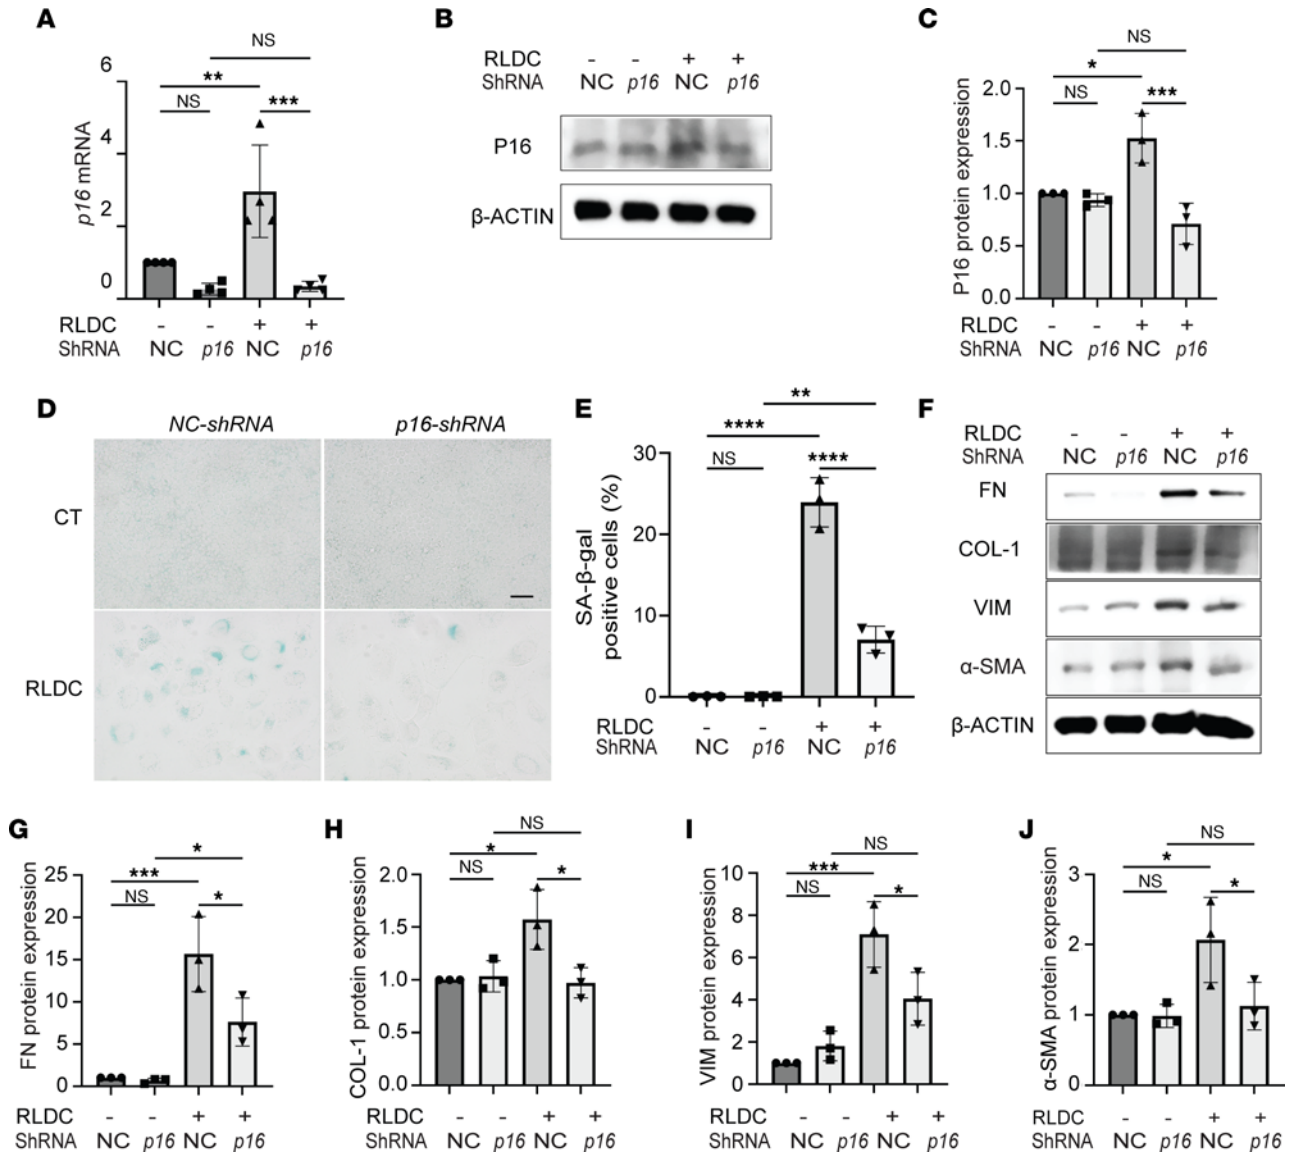 A
NS
**
NS
***
6
4
2
0
p16 mRNA
RLDC - - + +
ShRNA NC p16 NC p16
B
RLDC - - + +
ShRNA NC p16 NC p16
P16
β-ACTIN
C
NS
*
NS
***
2.0
1.5
1.0
0.5
0.0
P16 protein expression
RLDC - - + +
ShRNA NC p16 NC p16
D
NC-shRNA p16-shRNA
CT
RLDC
E
**
****
NS
****
30
20
10
0
SA-β-gal
positive cells (%)
RLDC - - + +
ShRNA NC p16 NC p16
F
RLDC - - + +
ShRNA NC p16 NC p16
FN
COL-1
VIM
α-SMA
β-ACTIN
G
*
***
NS
*
25
20
15
10
5
0
FN protein expression
RLDC - - + +
ShRNA NC p16 NC p16
H
NS
*
NS
*
2.0
1.5
1.0
0.5
0.0
COL-1 protein expression
RLDC - - + +
ShRNA NC p16 NC p16
I
NS
***
NS
*
10
8
6
4
2
0
VIM protein expression
RLDC - - + +
ShRNA NC p16 NC p16
J
NS
*
NS
*
3
2
1
0
α-SMA protein expression
RLDC - - + +
ShRNA NC p16 NC p16